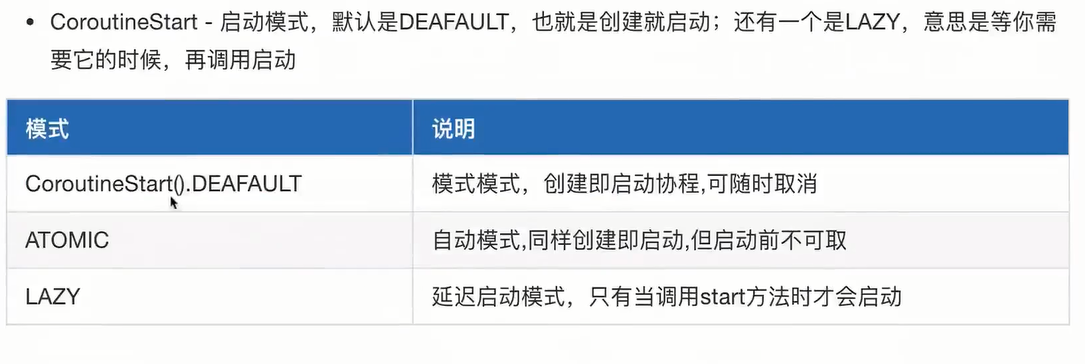 • CoroutineStart - 启动模式，默认是DEAFAULT，也就是创建就启动；还有一个是LAZY，意思是等你需
要它的时候，再调用启动
模式 说明
CoroutineStart().DEAFAULT 模式模式，创建即启动协程,可随时取消
ATOMIC 自动模式,同样创建即启动,但启动前不可取
LAZY 延迟启动模式，只有当调用start方法时才会启动